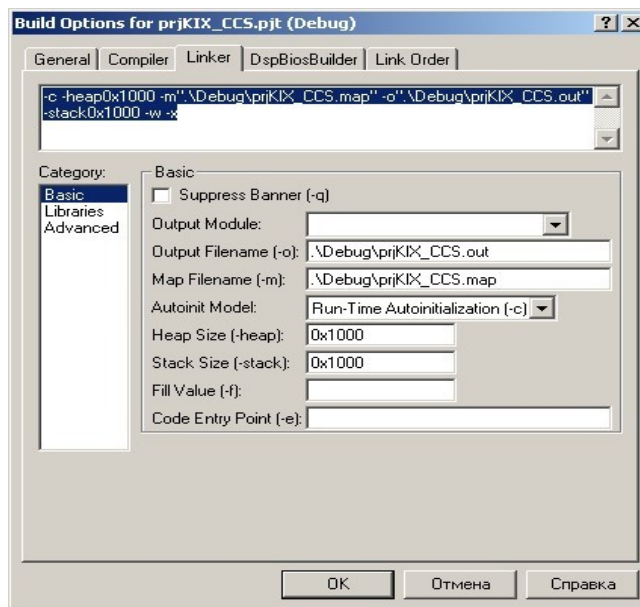 Build Options for prjKIX_CCS.pjt (Debug)
General Compiler Linker DspBiosBuilder Link Order
-c -heap0x1000 -m".\Debug\prjKIX_CCS.map" -o".\Debug\prjKIX_CCS.out"
-stack0x1000 -w -x
Category:
Basic
Libraries
Advanced
Basic
Suppress Banner (-q)
Output Module:
Output Filename (-o): .\Debug\prjKIX_CCS.out
Map Filename (-m): .\Debug\prjKIX_CCS.map
Autoinit Model: Run-Time Autoinitialization (-c)
Heap Size (-heap): 0x1000
Stack Size (-stack): 0x1000
Fill Value (-f):
Code Entry Point (-e):
OK Отмена Справка